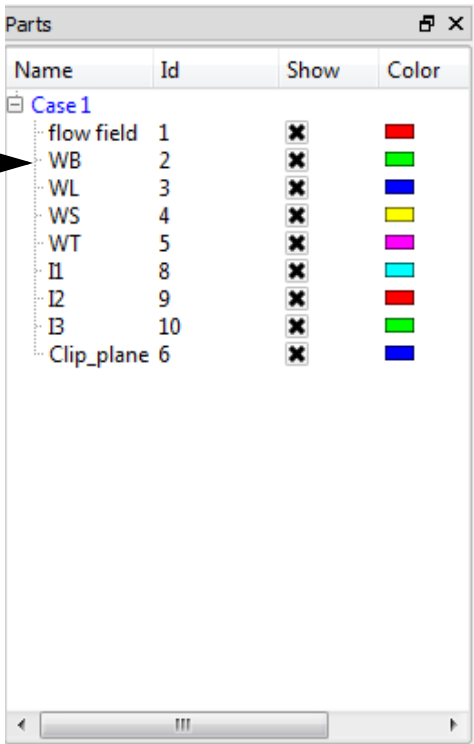 Parts
Name Id Show Color
Case 1
flow field 1
WB 2
WL 3
WS 4
WT 5
I1 8
I2 9
I3 10
Clip_plane 6